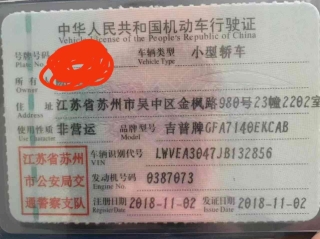 中华人民共和国机动车行驶证
Vehicle License of the People's Republic of China
号牌号码 车辆类型 小型轿车
Plate No. Vehicle Type
所有
Owner
住址 江苏省苏州市吴中区金枫路980号23幢2202室
Address
使用性质 非营运 品牌型号 吉普牌GFA7140EKCAB
Use Character Model
江苏省苏州市公安局交通警察支队
车辆识别代号 LWVEA3047JB132856
VIN
发动机号码 0387073
Engine No.
注册日期 2018-11-02 发证日期 2018-11-02
Register Date Issue Date